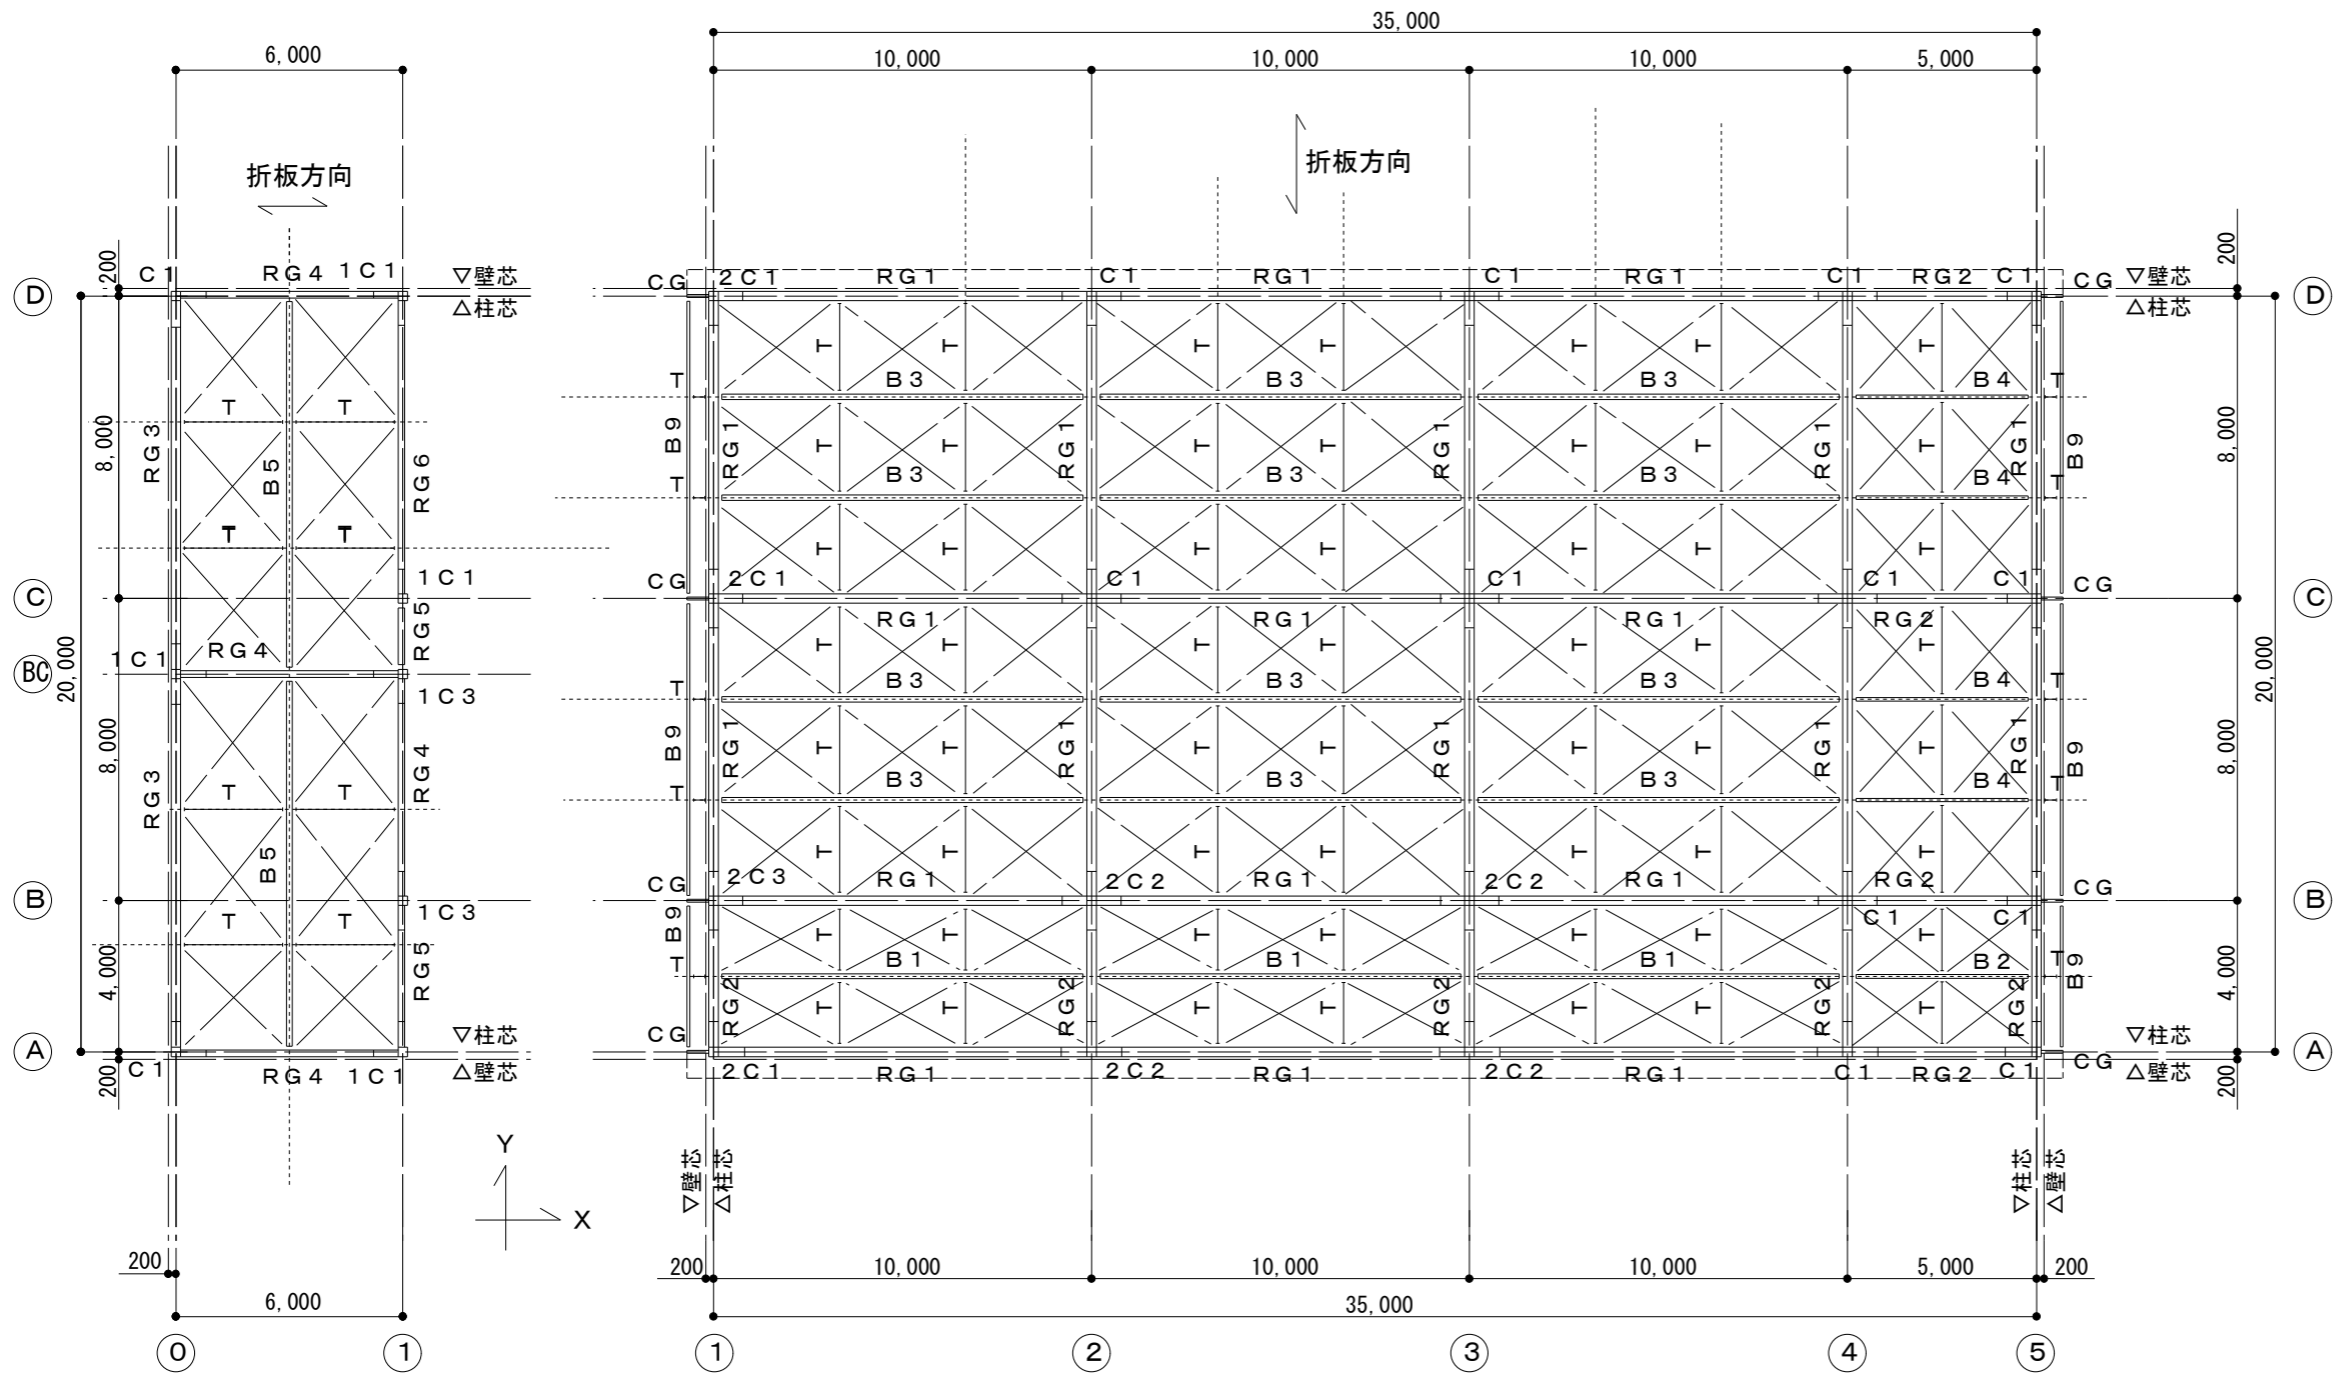 35,000
6,000
10,000 10,000 10,000 5,000
折板方向
折板方向
200 C1 RG4 1C1 ▽壁芯 CG 2C1 RG1 C1 RG1 C1 RG1 C1 RG2 C1 CG ▽壁芯 200
D △柱芯 △柱芯 D
T T T T T T T
T B3 B3 B3 B4 T
T T
8,000 RG3 B5 RG6 B9 RG1 T T RG1 T T RG1 T T RG1 T RG1 B9 8,000
T B3 B3 B3 B4 T
T T T T T T T T T
1C1 CG 2C1 C1 C1 C1 C1 CG
C C
RG5 RG1 RG1 RG1 RG2
1C1 RG4 T T T T T T T
BC 20,000 1C3 T B3 B3 B3 B4 T 20,000
8,000 RG3 RG4 B9 RG1 T T RG1 T T RG1 T T RG1 T RG1 B9 8,000
T T T B3 B3 B3 B4 T
B5 T T T T T T T
CG 2C3 RG1 2C2 RG1 2C2 RG1 RG2 CG
B 1C3 B
T T B9 T T T T T T C1 T C1
4,000 RG5 T B1 B1 B1 B2 T B9 4,000
RG2 T T RG2 T T RG2 T T RG2 T RG2
▽柱芯 CG ▽柱芯
A A
200 C1 RG4 1C1 △壁芯 2C1 RG1 2C2 RG1 2C2 RG1 C1 RG2 C1 CG △壁芯 200
Y
X
▽壁芯 △柱芯 ▽柱芯 △壁芯
200 200 10,000 10,000 10,000 5,000 200
6,000 35,000
0 1 1 2 3 4 5